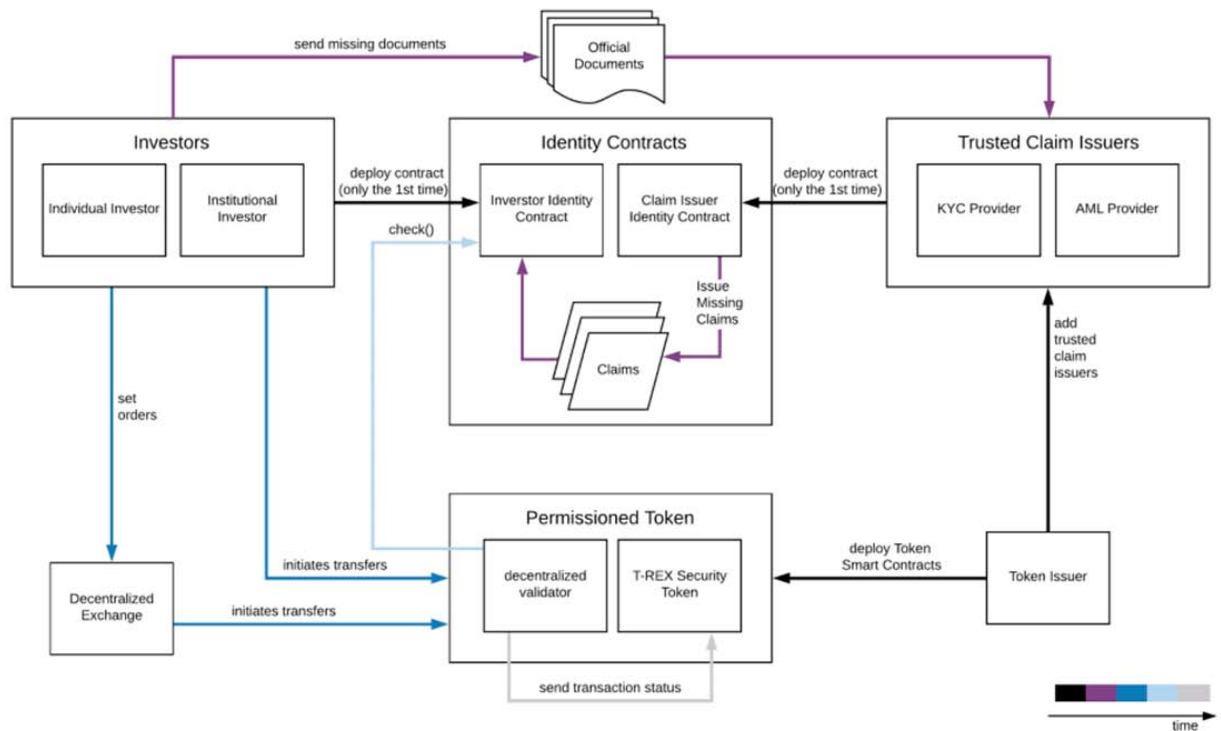 send missing documents
Official
Documents
Investors
Individual Investor
Institutional
Investor
deploy contract
(only the 1st time)
Identity Contracts
Inverstor Identity
Contract
Claim Issuer
Identity Contract
deploy contract
(only the 1st time)
Trusted Claim Issuers
KYC Provider
AML Provider
check()
Issue
Missing
Claims
Claims
add
trusted
claim
issuers
set
orders
Permissioned Token
decentralized
validator
T-REX Security
Token
deploy Token
Smart Contracts
Token Issuer
initiates transfers
Decentralized
Exchange
initiates transfers
send transaction status
time